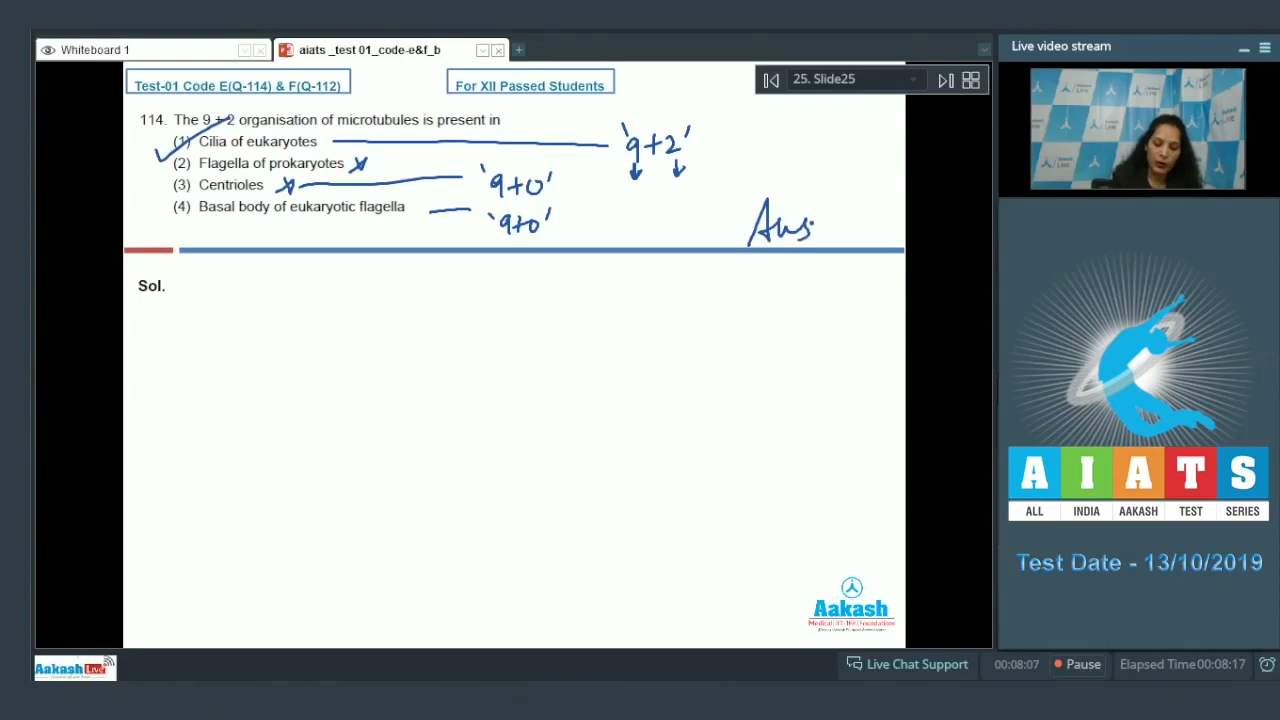 Whiteboard 1
aiats _test 01_code-e&f_b
Live video stream
Test-01 Code E(Q-114) & F(Q-112)
For XII Passed Students
25. Slide25
114. The 9 + 2 organisation of microtubules is present in
(1) Cilia of eukaryotes
'9+2'
(2) Flagella of prokaryotes
(3) Centrioles
'9+0'
(4) Basal body of eukaryotic flagella
'9+0'
Ans
Sol.
A I A T S
ALL INDIA AAKASH TEST SERIES
Test Date - 13/10/2019
Aakash
Medical | IIT-JEE | Foundations
Aakash Live
Live Chat Support
00:08:07
Pause
Elapsed Time 00:08:17